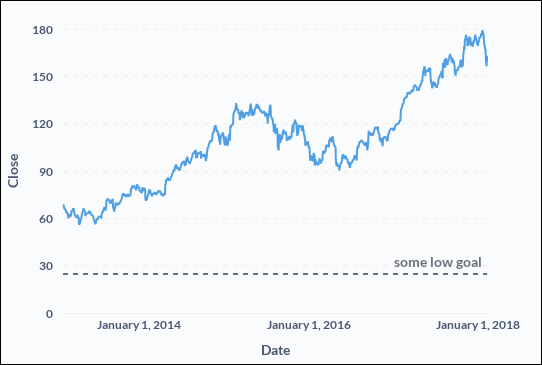 180
150
120
90
60
30
0
Close
some low goal
January 1, 2014
January 1, 2016
January 1, 2018
Date